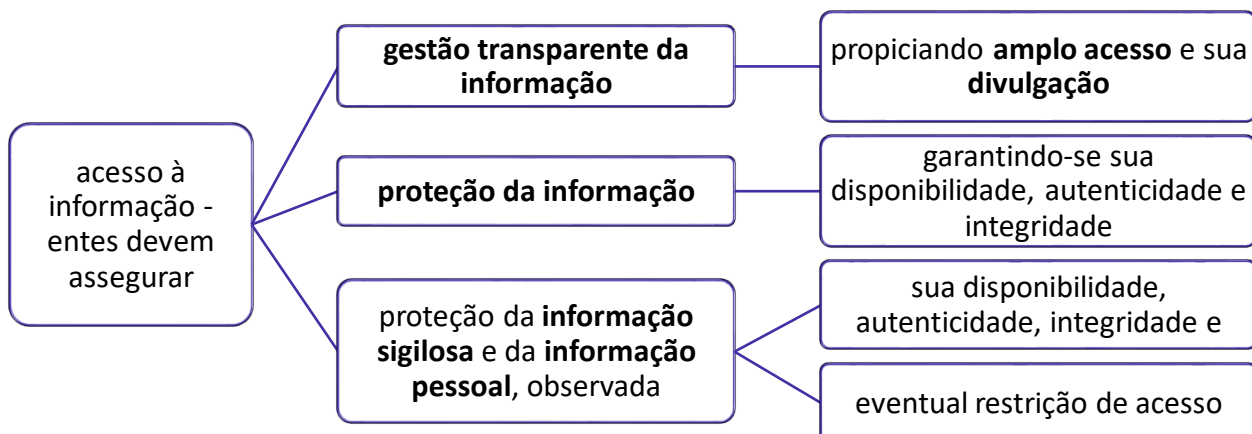 acesso à
informação -
entes devem
assegurar
gestão transparente da
informação
propiciando amplo acesso e sua
divulgação
proteção da informação
garantindo-se sua
disponibilidade, autenticidade e
integridade
proteção da informação
sigilosa e da informação
pessoal, observada
sua disponibilidade,
autenticidade, integridade e
eventual restrição de acesso